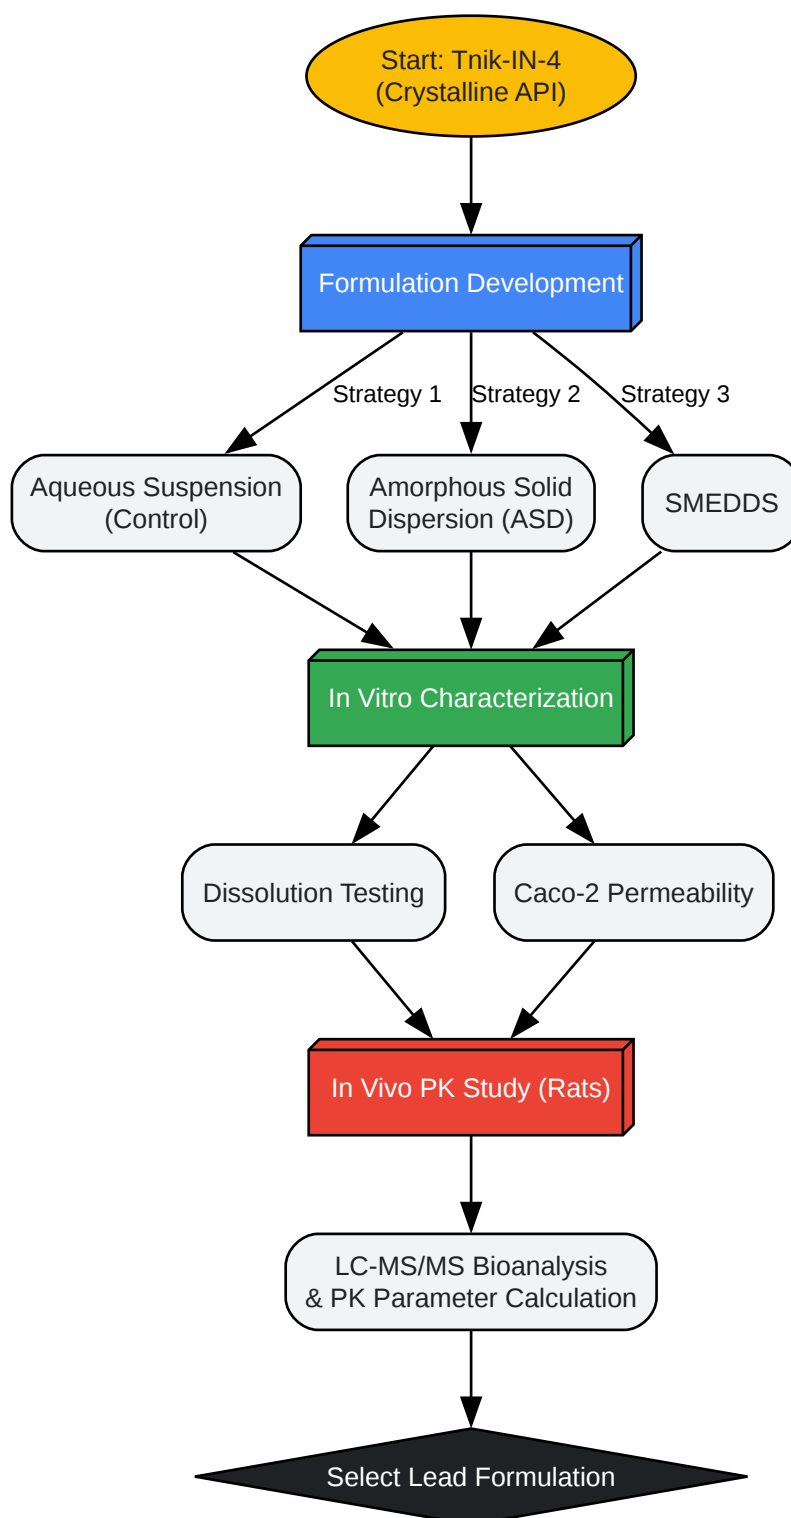 Start: Tnik-IN-4
(Crystalline API)
Formulation Development
Strategy 1
Strategy 2
Strategy 3
Aqueous Suspension
(Control)
Amorphous Solid
Dispersion (ASD)
SMEDDS
In Vitro Characterization
Dissolution Testing
Caco-2 Permeability
In Vivo PK Study (Rats)
LC-MS/MS Bioanalysis
& PK Parameter Calculation
Select Lead Formulation